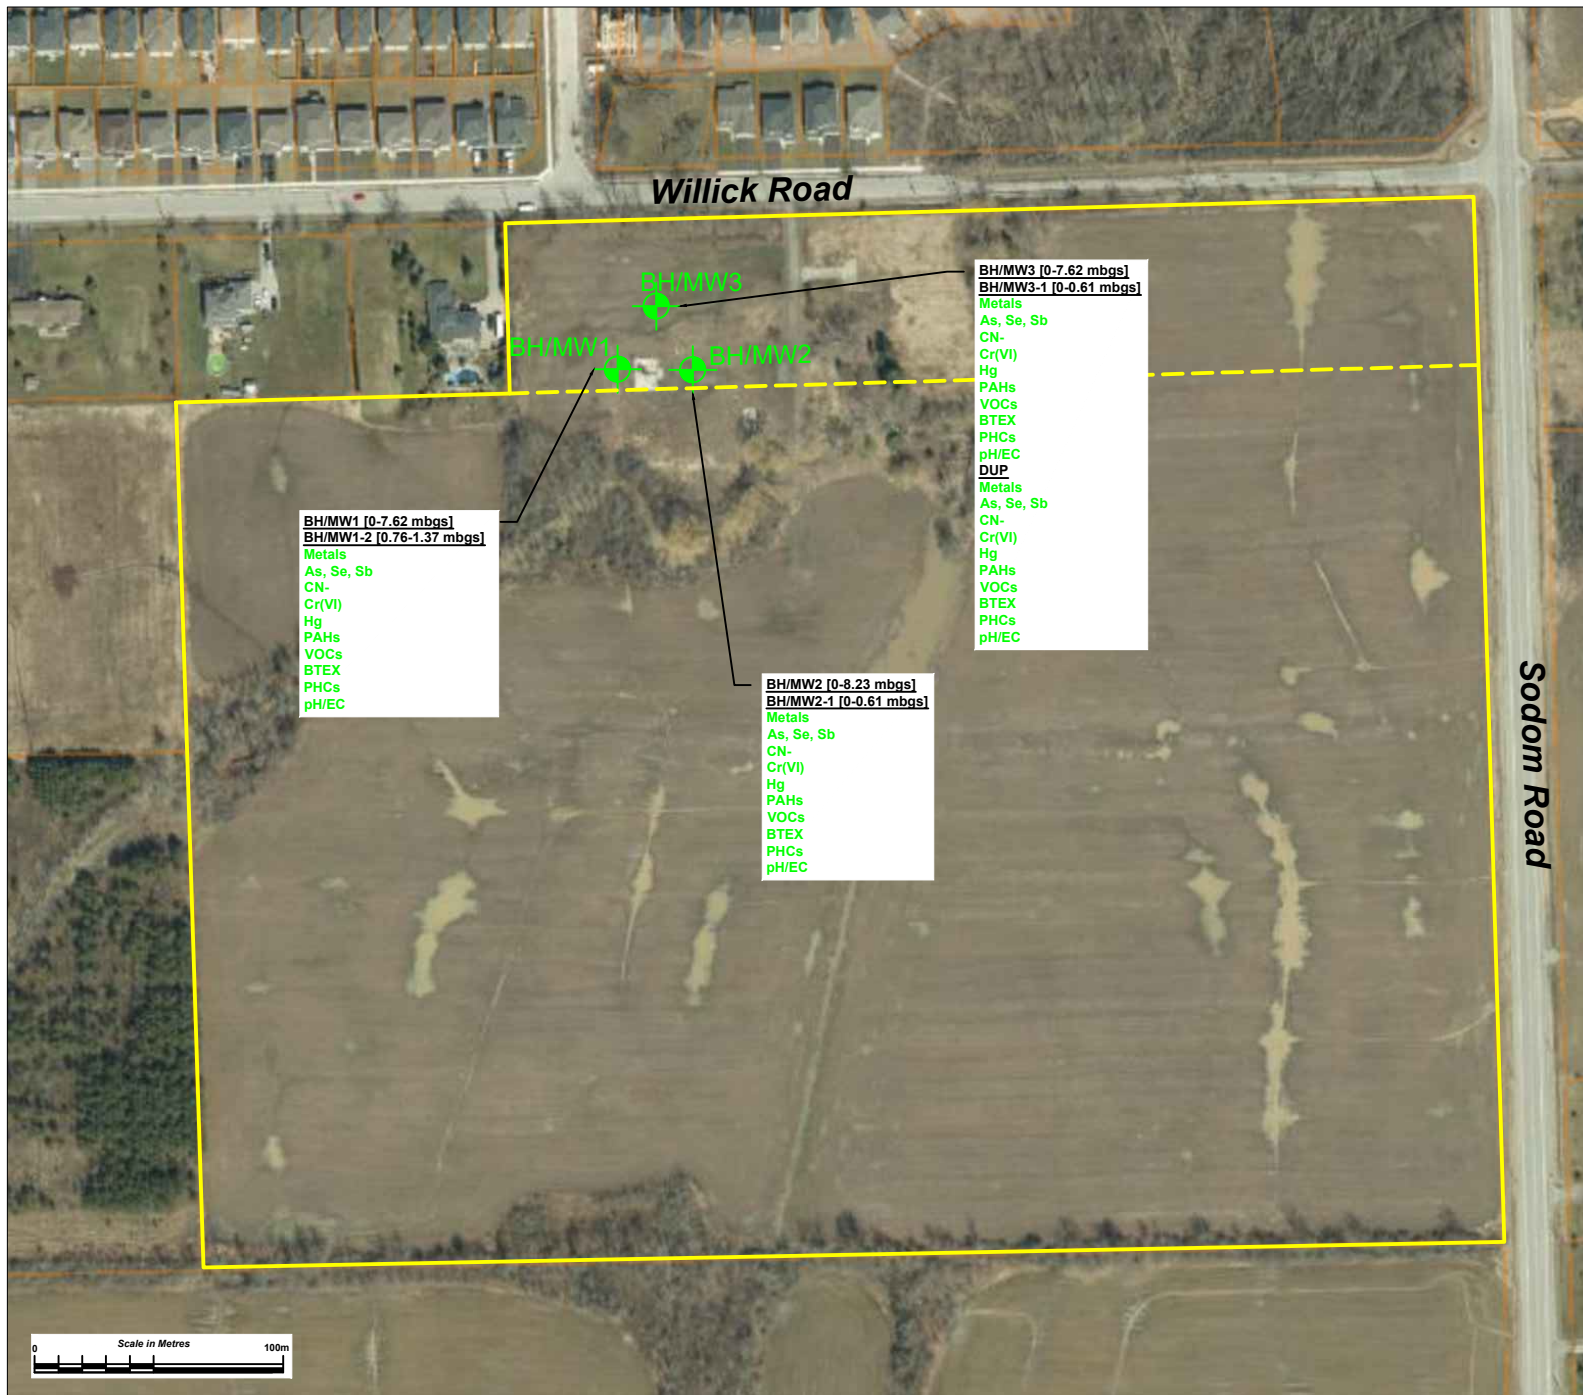 Willick Road
BH/MW3
BH/MW1
BH/MW2
BH/MW3 [0-7.62 mbgs]
BH/MW3-1 [0-0.61 mbgs]
Metals
As, Se, Sb
CN-
Cr(VI)
Hg
PAHs
VOCs
BTEX
PHCs
pH/EC
DUP
Metals
As, Se, Sb
CN-
Cr(VI)
Hg
PAHs
VOCs
BTEX
PHCs
pH/EC
BH/MW1 [0-7.62 mbgs]
BH/MW1-2 [0.76-1.37 mbgs]
Metals
As, Se, Sb
CN-
Cr(VI)
Hg
PAHs
VOCs
BTEX
PHCs
pH/EC
BH/MW2 [0-8.23 mbgs]
BH/MW2-1 [0-0.61 mbgs]
Metals
As, Se, Sb
CN-
Cr(VI)
Hg
PAHs
VOCs
BTEX
PHCs
pH/EC
Sodom Road
Scale in Metres
0 100m